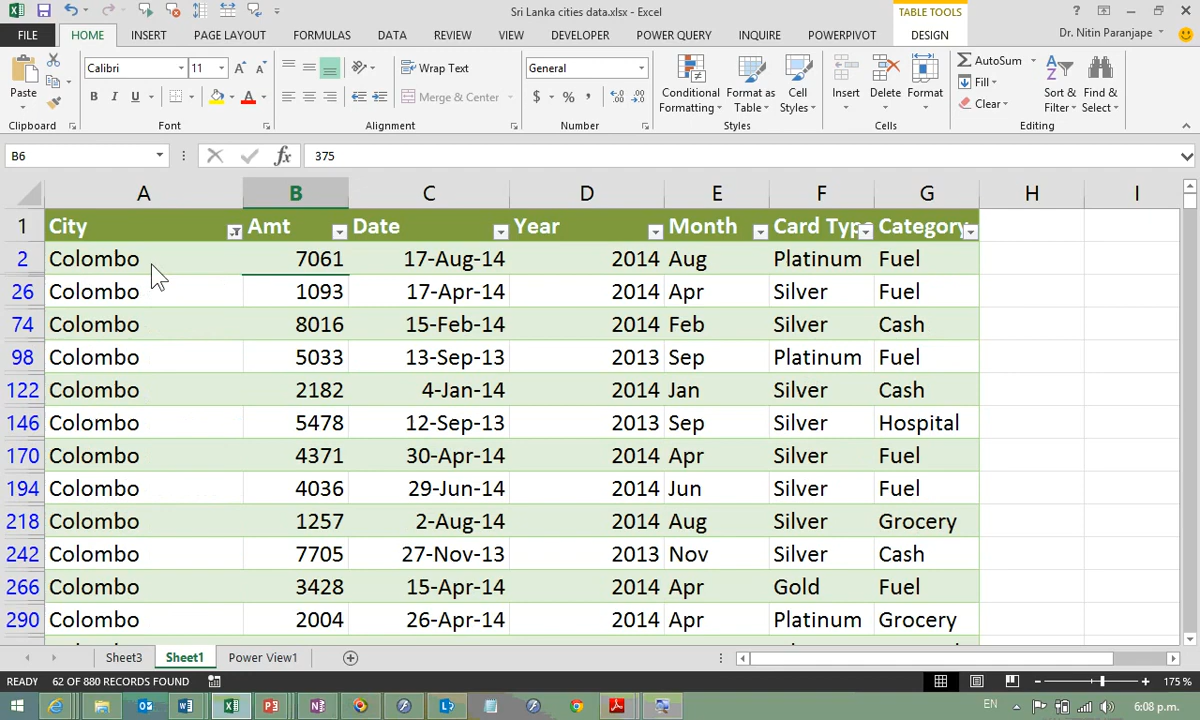 Sri Lanka cities data.xlsx - Excel
TABLE TOOLS
FILE HOME INSERT PAGE LAYOUT FORMULAS DATA REVIEW VIEW DEVELOPER POWER QUERY INQUIRE POWERPIVOT DESIGN
Dr. Nitin Paranjape
Paste
Calibri 11
Wrap Text
General
AutoSum
Fill
Clear
Merge & Center
Conditional Formatting
Format as Table
Cell Styles
Insert Delete Format
Sort & Filter
Find & Select
Clipboard Font Alignment Number Styles Cells Editing
B6 375
A B C D E F G H I
1 City Amt Date Year Month Card Type Category
2 Colombo 7061 17-Aug-14 2014 Aug Platinum Fuel
26 Colombo 1093 17-Apr-14 2014 Apr Silver Fuel
74 Colombo 8016 15-Feb-14 2014 Feb Silver Cash
98 Colombo 5033 13-Sep-13 2013 Sep Platinum Fuel
122 Colombo 2182 4-Jan-14 2014 Jan Silver Cash
146 Colombo 5478 12-Sep-13 2013 Sep Silver Hospital
170 Colombo 4371 30-Apr-14 2014 Apr Silver Fuel
194 Colombo 4036 29-Jun-14 2014 Jun Silver Fuel
218 Colombo 1257 2-Aug-14 2014 Aug Silver Grocery
242 Colombo 7705 27-Nov-13 2013 Nov Silver Cash
266 Colombo 3428 15-Apr-14 2014 Apr Gold Fuel
290 Colombo 2004 26-Apr-14 2014 Apr Platinum Grocery
Sheet3 Sheet1 Power View1
READY 62 OF 880 RECORDS FOUND 175 %
EN 6:08 p.m.